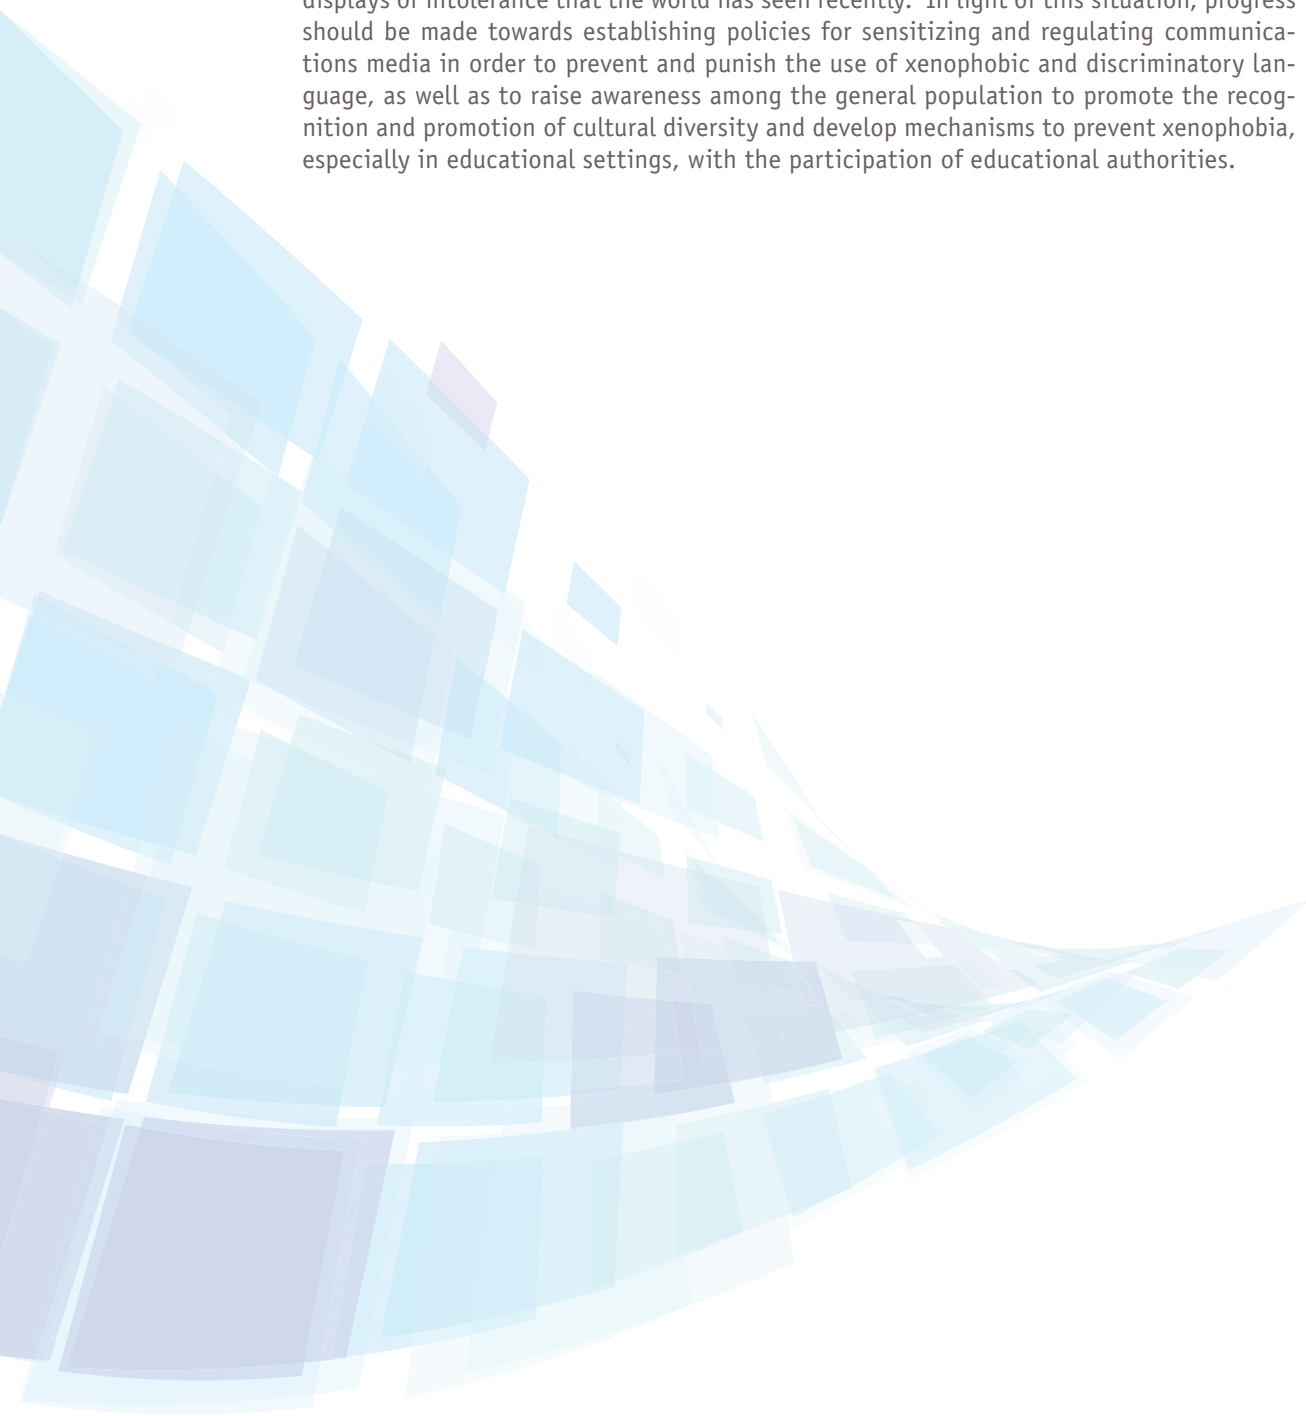 displays of intolerance that the world has seen recently. In light of this situation, progress
should be made towards establishing policies for sensitizing and regulating communica-
tions media in order to prevent and punish the use of xenophobic and discriminatory lan-
guage, as well as to raise awareness among the general population to promote the recog-
nition and promotion of cultural diversity and develop mechanisms to prevent xenophobia,
especially in educational settings, with the participation of educational authorities.